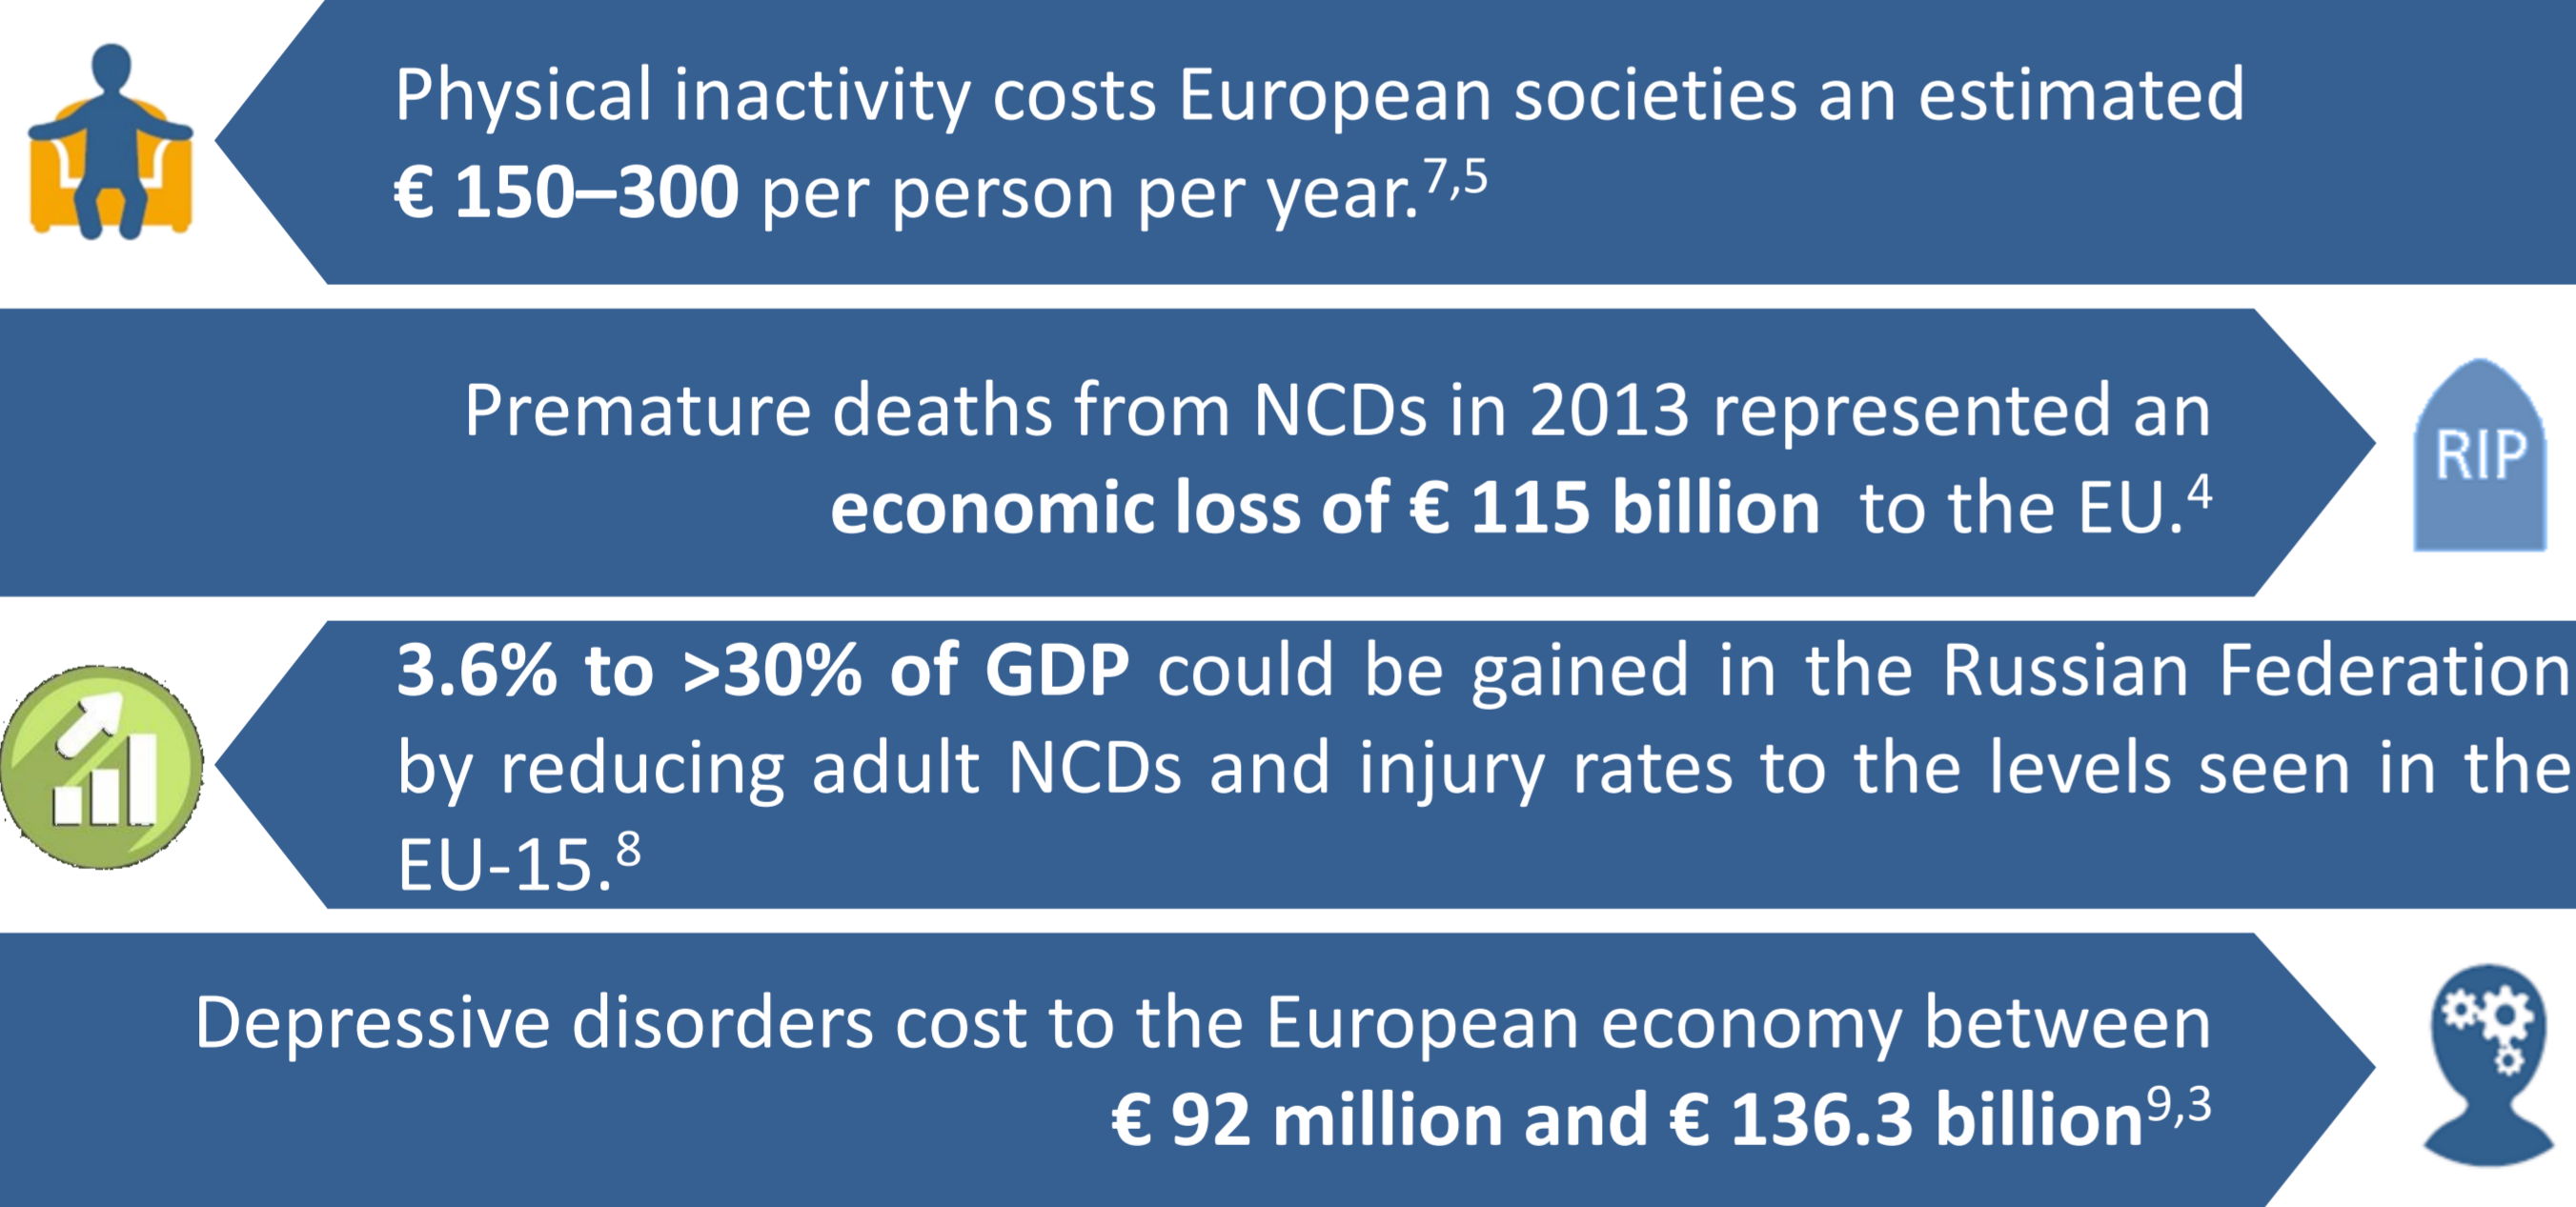 Physical inactivity costs European societies an estimated
€ 150–300 per person per year.7,5
Premature deaths from NCDs in 2013 represented an
economic loss of € 115 billion to the EU.4
RIP
3.6% to >30% of GDP could be gained in the Russian Federation
by reducing adult NCDs and injury rates to the levels seen in the
EU-15.8
Depressive disorders cost to the European economy between
€ 92 million and € 136.3 billion9,3